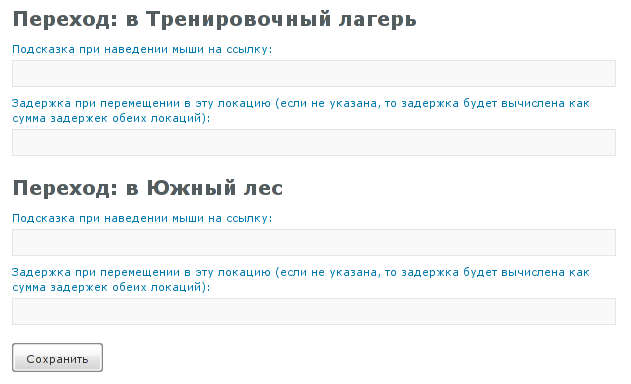 Переход: в Тренировочный лагерь
Подсказка при наведении мыши на ссылку:
Задержка при перемещении в эту локацию (если не указана, то задержка будет вычислена как
сумма задержек обеих локаций):
Переход: в Южный лес
Подсказка при наведении мыши на ссылку:
Задержка при перемещении в эту локацию (если не указана, то задержка будет вычислена как
сумма задержек обеих локаций):
Сохранить